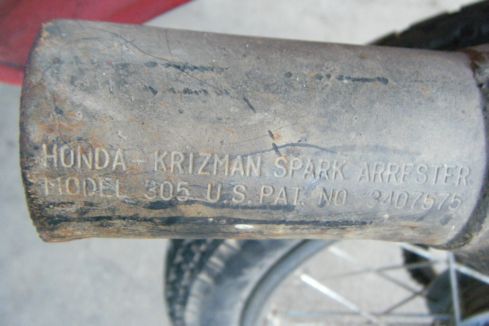 HONDA - KRIZMAN SPARK ARRESTER
MODEL 305 U.S. PAT. NO. 3407575